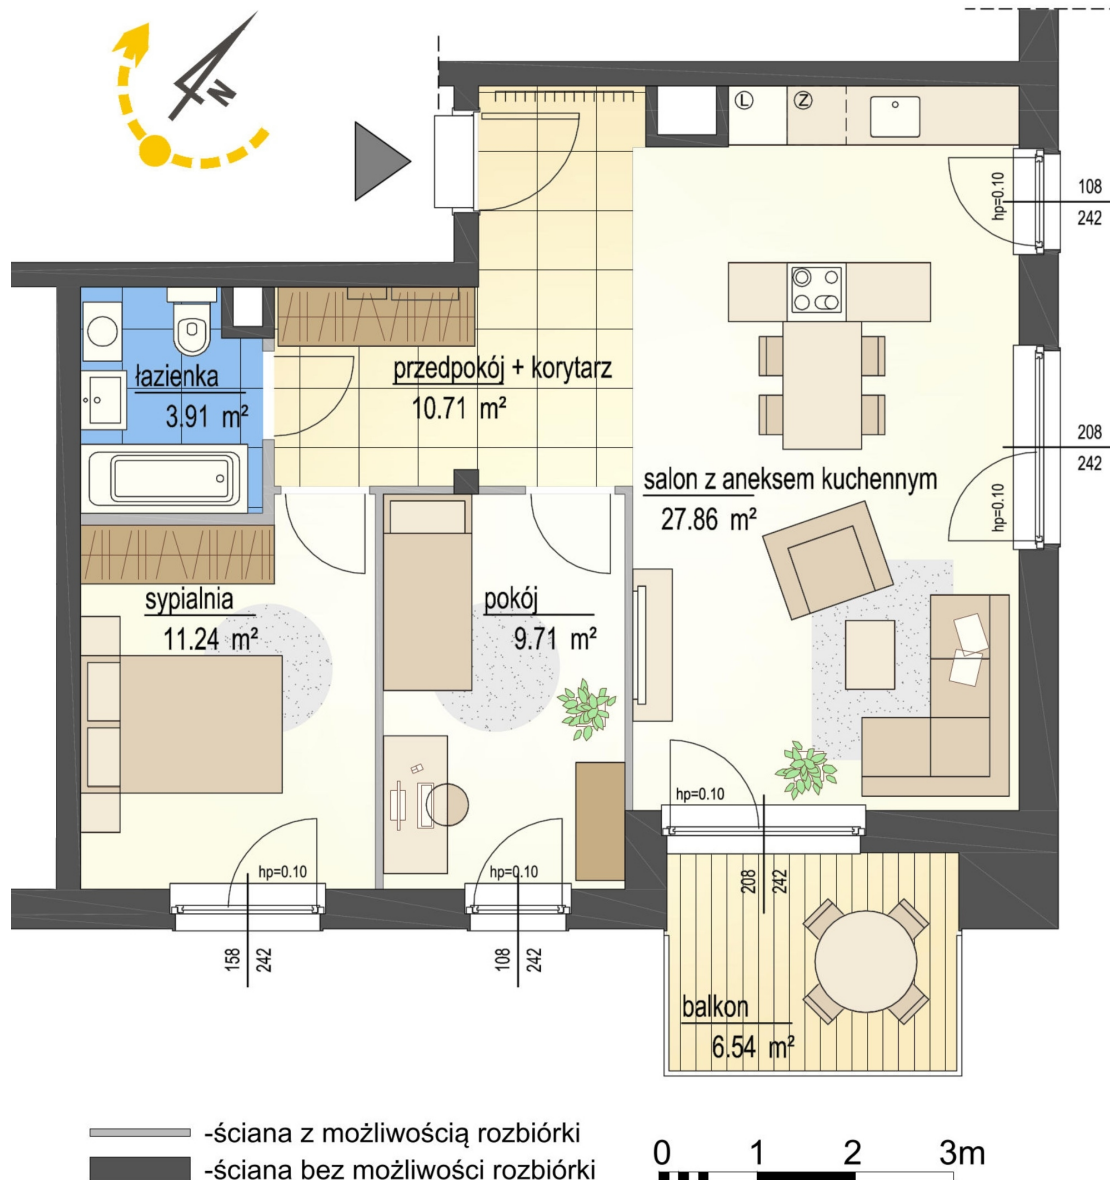 N
L
Z
hp=0.10
108
242
łazienka
3.91 m²
przedpokój + korytarz
10.71 m²
208
242
salon z aneksem kuchennym
27.86 m²
hp=0.10
sypialnia
11.24 m²
pokój
9.71 m²
hp=0.10
hp=0.10
hp=0.10
208
242
158
242
108
242
balkon
6.54 m²
-ściana z możliwością rozbiórki
-ściana bez możliwości rozbiórki
0 1 2 3m